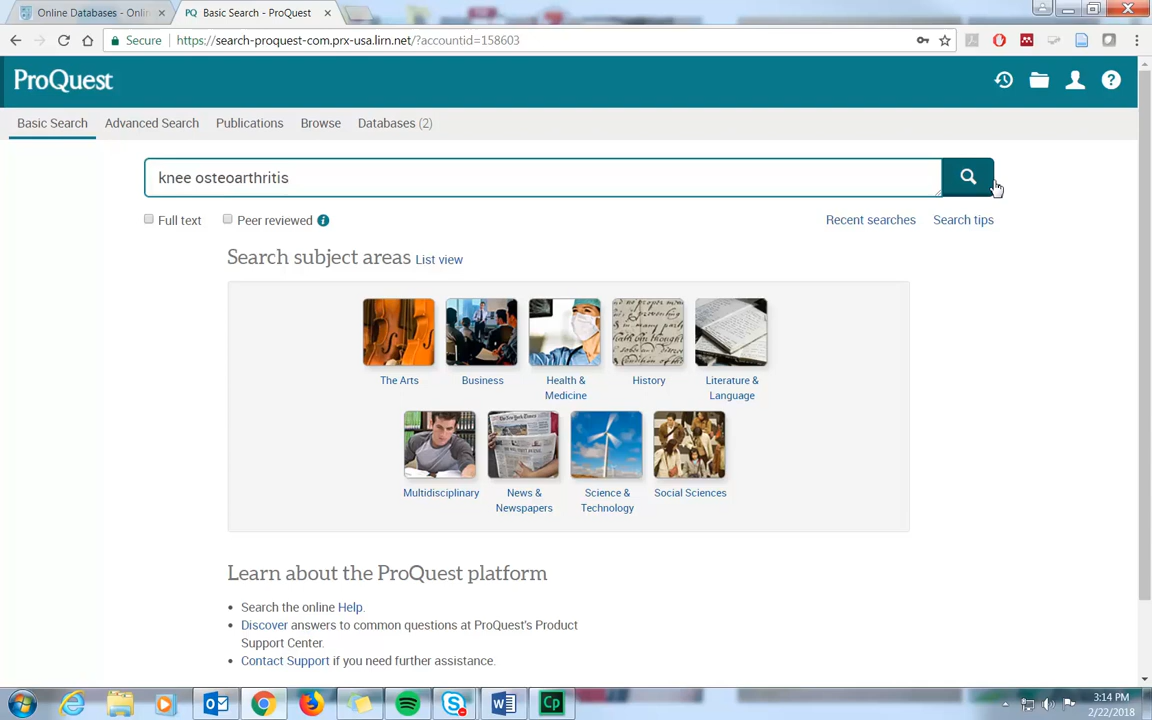 Online Databases - Onlin
PQ Basic Search - ProQuest
Secure https://search-proquest-com.prx-usa.lirn.net/?accountid=158603
ProQuest
Basic Search Advanced Search Publications Browse Databases (2)
knee osteoarthritis
Full text Peer reviewed Recent searches Search tips
Search subject areas List view
The Arts Business Health & Medicine History Literature & Language
Multidisciplinary News & Newspapers Science & Technology Social Sciences
Learn about the ProQuest platform
Search the online Help.
Discover answers to common questions at ProQuest's Product
Support Center.
Contact Support if you need further assistance.
3:14 PM
2/22/2018